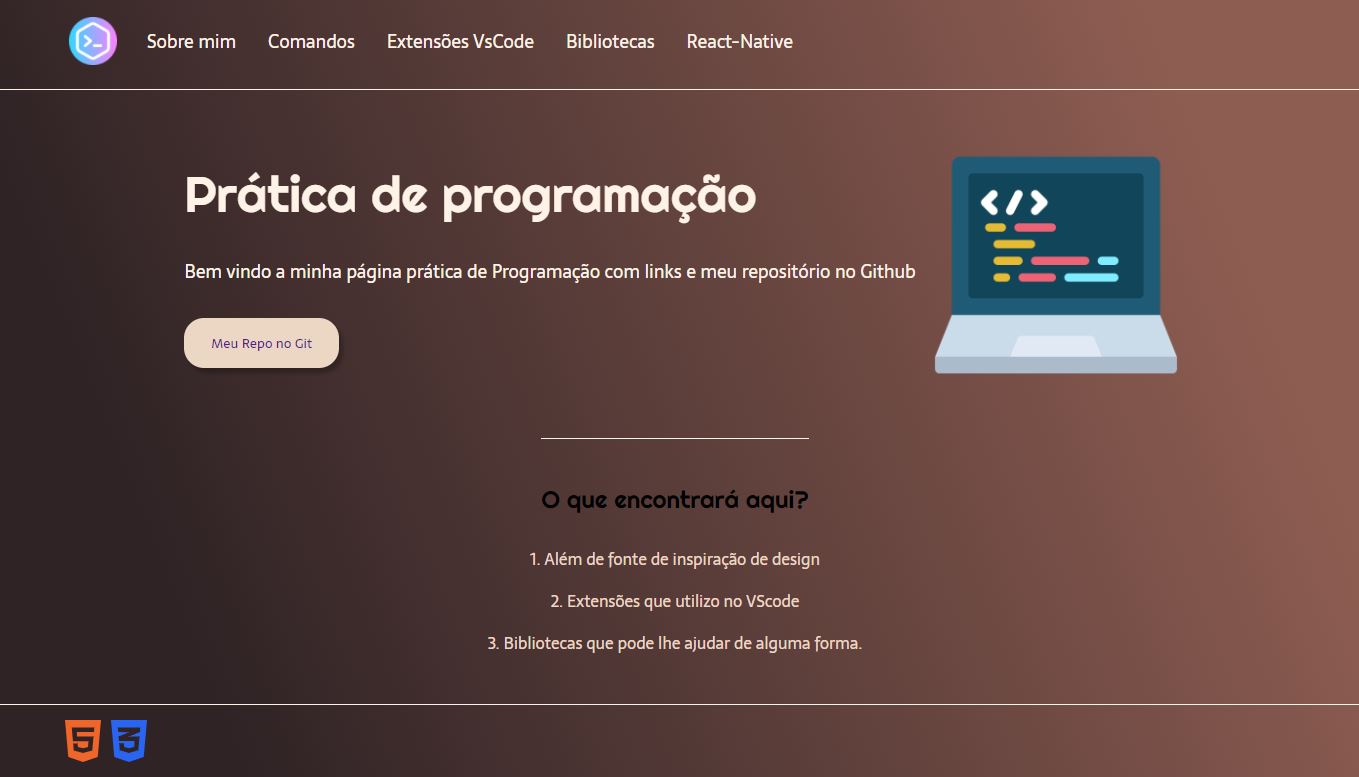 Sobre mim Comandos Extensões VsCode Bibliotecas React-Native
Prática de programação
Bem vindo a minha página prática de Programação com links e meu repositório no Github
</>
Meu Repo no Git
O que encontrará aqui?
1. Além de fonte de inspiração de design
2. Extensões que utilizo no VScode
3. Bibliotecas que pode lhe ajudar de alguma forma.
5 3